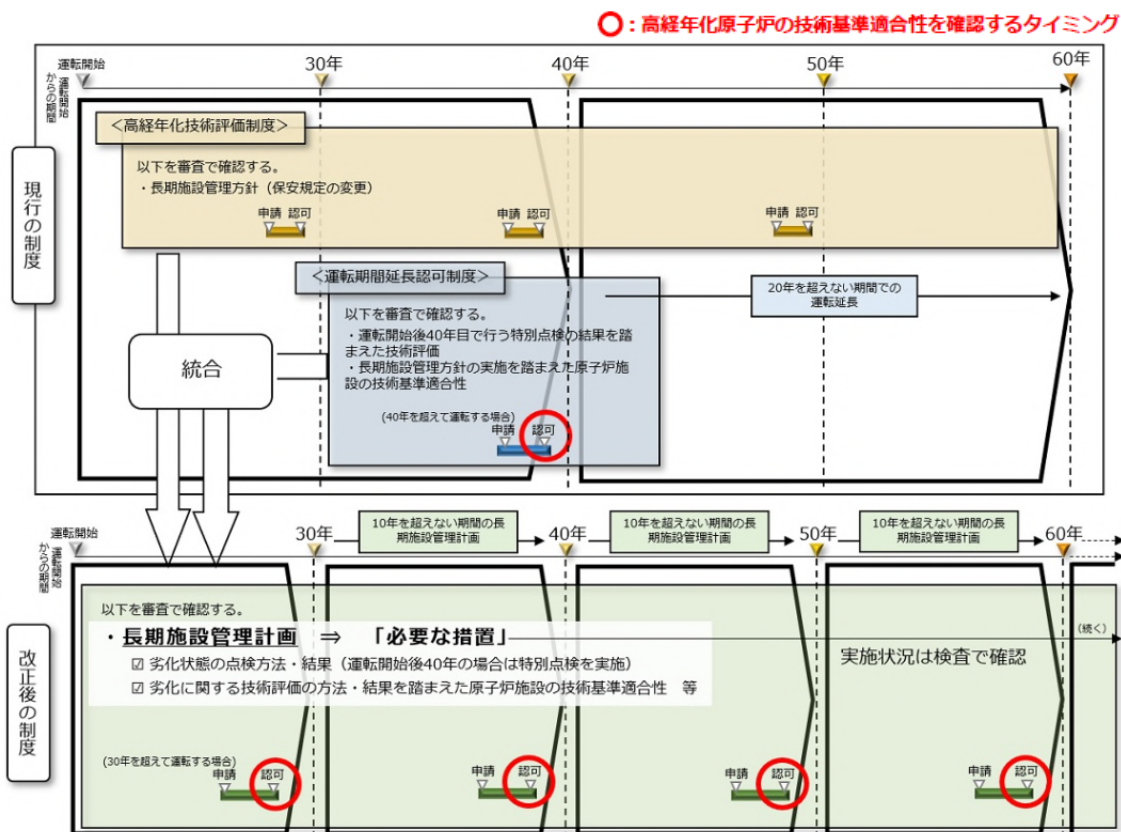 ○：高経年化原子炉の技術基準適合性を確認するタイミング
運転開始
30年
40年
50年
60年
運転開始
からの期間
現行の制度
＜高経年化技術評価制度＞
以下を審査で確認する。
・長期施設管理方針（保安規定の変更）
申請 認可
申請 認可
申請 認可
＜運転期間延長認可制度＞
以下を審査で確認する。
・運転開始後40年目で行う特別点検の結果を踏
まえた技術評価
・長期施設管理方針の実施を踏まえた原子炉施
設の技術基準適合性
(40年を超えて運転する場合)
申請 認可
20年を超えない期間での
運転延長
統合
運転開始
30年
10年を超えない期間の長
期施設管理計画
40年
10年を超えない期間の長
期施設管理計画
50年
10年を超えない期間の長
期施設管理計画
60年
運転開始
からの期間
改正後の制度
以下を審査で確認する。
・長期施設管理計画 ⇒ 「必要な措置」
☑ 劣化状態の点検方法・結果（運転開始後40年の場合は特別点検を実施）
☑ 劣化に関する技術評価の方法・結果を踏まえた原子炉施設の技術基準適合性 等
(続く)
実施状況は検査で確認
(30年を超えて運転する場合)
申請 認可
申請 認可
申請 認可
申請 認可